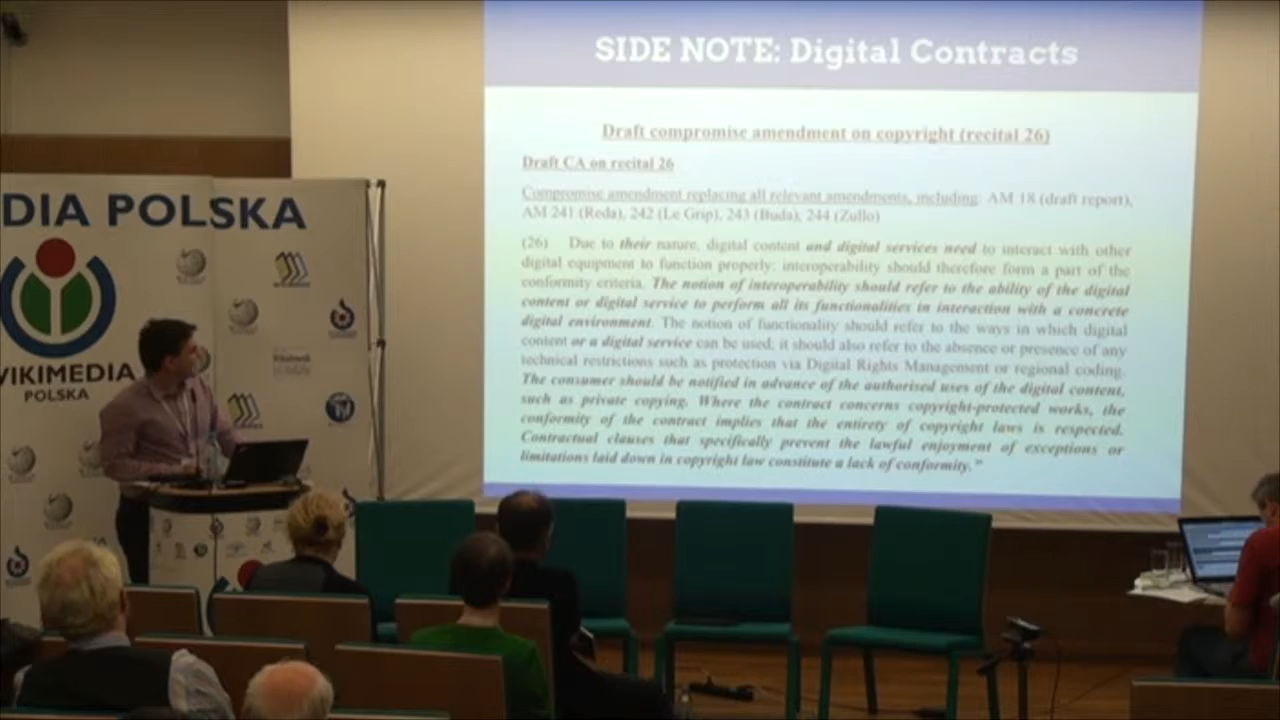 SIDE NOTE: Digital Contracts
Draft compromise amendment on copyright (recital 26)
Draft CA on recital 26
Compromise amendment replacing all relevant amendments, including: AM 18 (draft report),
AM 241 (Reda), 242 (Le Grip), 243 (Buda), 244 (Zullo)
(26) Due to their nature, digital content and digital services need to interact with other
digital equipment to function properly; interoperability should therefore form a part of the
conformity criteria. The notion of interoperability should refer to the ability of the digital
content or digital service to perform all its functionalities in interaction with a concrete
digital environment. The notion of functionality should refer to the ways in which digital
content or a digital service can be used; it should also refer to the absence or presence of any
technical restrictions such as protection via Digital Rights Management or regional coding.
The consumer should be notified in advance of the authorised uses of the digital content,
such as private copying. Where the contract concerns copyright-protected works, the
conformity of the contract implies that the entirety of copyright laws is respected.
Contractual clauses that specifically prevent the lawful enjoyment of exceptions or
limitations laid down in copyright law constitute a lack of conformity."
DIA POLSKA
WIKIMEDIA
POLSKA